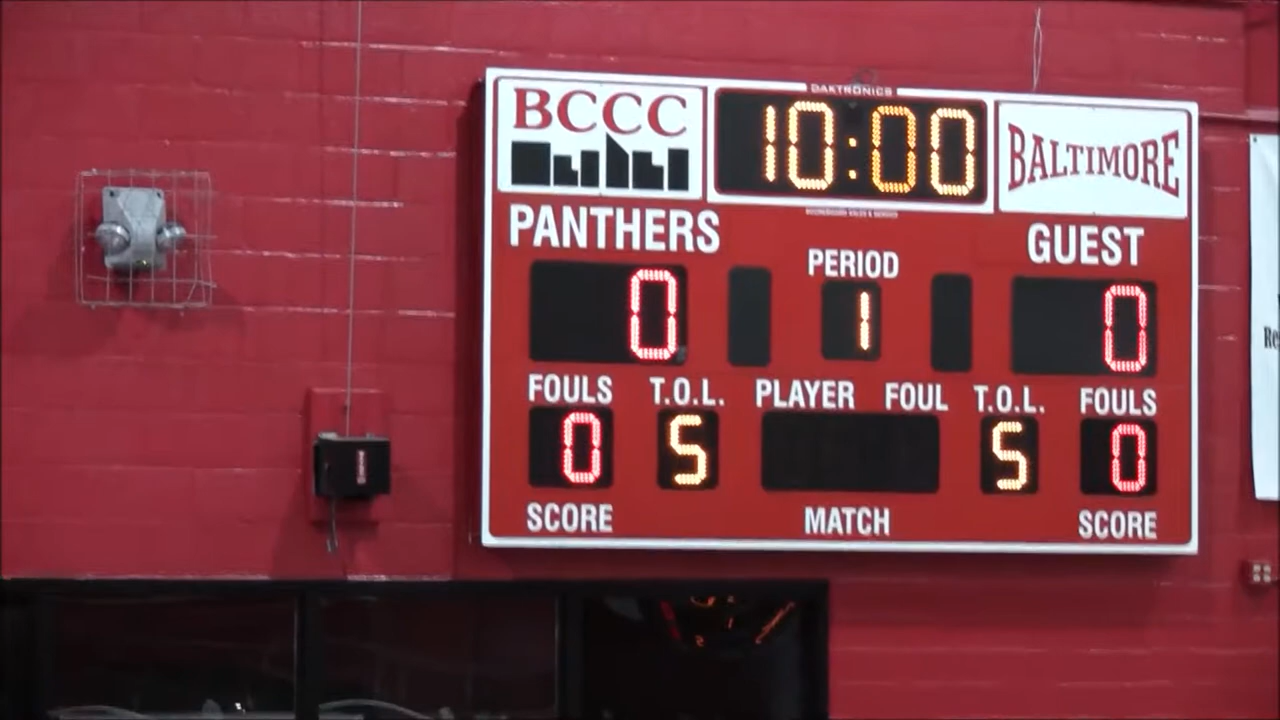 DAKTRONICS
BCCC
10:00
BALTIMORE
PANTHERS
GUEST
PERIOD
0
1
0
FOULS T.O.L. PLAYER FOUL T.O.L. FOULS
0 5 5 0
SCORE MATCH SCORE